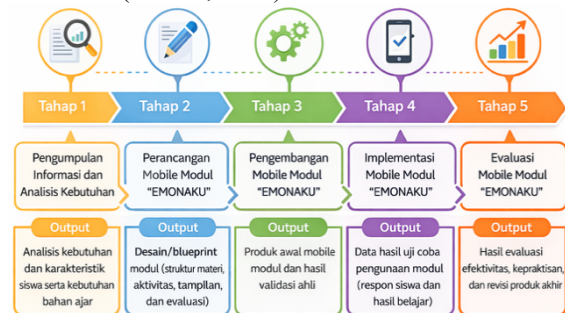 Tahap 1
Tahap 2
Tahap 3
Tahap 4
Tahap 5
Pengumpulan
Informasi dan
Analisis Kebutuhan
Perancangan
Mobile Modul
"EMONAKU"
Pengembangan
Mobile Modul
"EMONAKU"
Implementasi
Mobile Modul
"EMONAKU"
Evaluasi
Mobile Modul
"EMONAKU"
Output
Analisis kebutuhan
dan karakteristik
siswa serta kebutuhan
bahan ajar
Output
Desain/blueprint
modul (struktur materi,
aktivitas, tampilan,
dan evaluasi)
Output
Produk awal mobile
modul dan hasil
validasi ahli
Output
Data hasil uji coba
pengunaan modul
(respon siswa dan
hasil belajar)
Output
Hasil evaluasi
efektivitas, kepraktisan,
dan revisi produk akhir